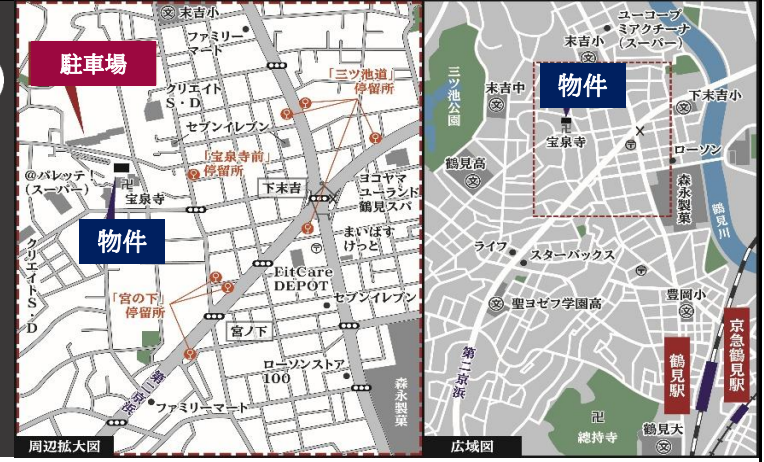 末吉小
ファミリー
マート
駐車場
「三ツ池道」
停留所
クリエイト
S・D
セブンイレブン
「宝泉寺前」
停留所
@パレッテ!
(スーパー)
卍
宝泉寺
下末吉
ヨコヤマ
ユーランド
鶴見スパ
物件
まいばす
けっと
クリエイトS・D
EitCare
DEPOT
「宮の下」
停留所
セブンイレブン
宮ノ下
ローソンストア
100
第二京浜
ファミリーマート
森永製菓
周辺拡大図
ユーコープ
ミアクチーナ
(スーパー)
末吉小
三ツ池公園
末吉中
物件
下末吉小
卍
宝泉寺
ローソン
鶴見高
森永製菓
鶴見川
ライフ
スターバックス
聖ヨゼフ学園高
豊岡小
京急鶴見駅
鶴見駅
第二京浜
卍
總持寺
鶴見大
広域図